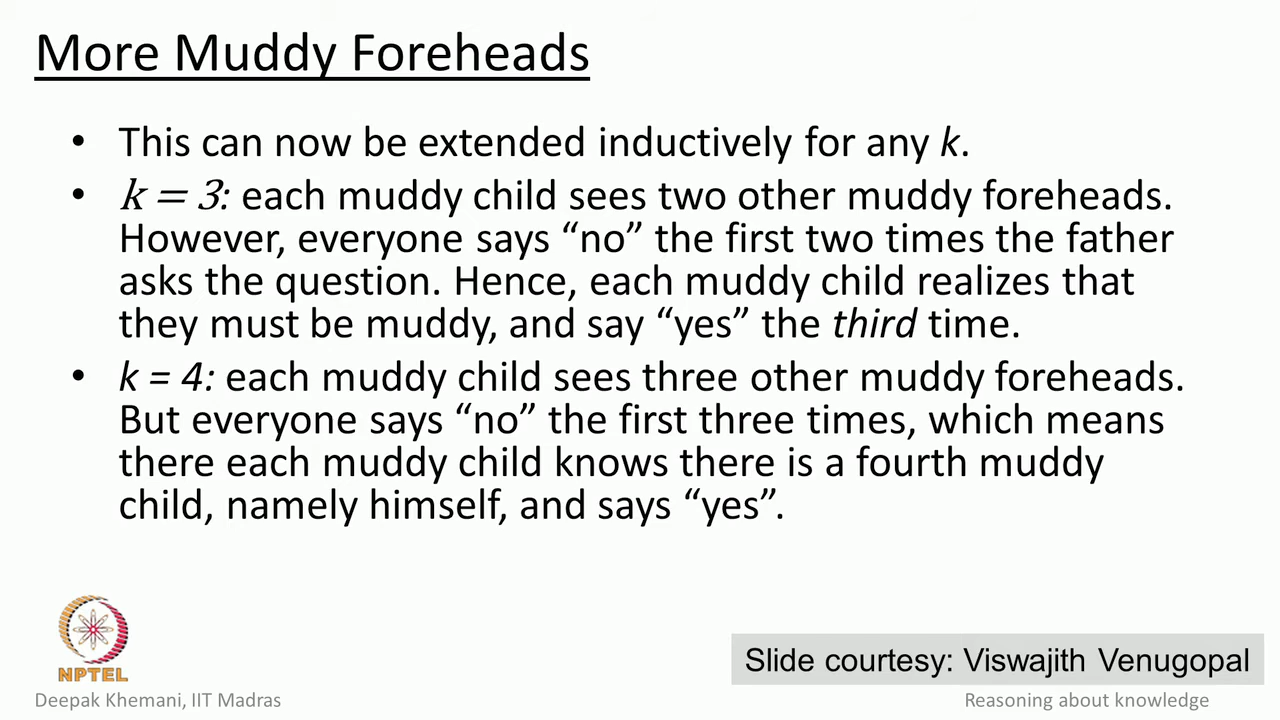 More Muddy Foreheads
• This can now be extended inductively for any k.
• k = 3: each muddy child sees two other muddy foreheads.
However, everyone says “no” the first two times the father
asks the question. Hence, each muddy child realizes that
they must be muddy, and say “yes” the third time.
• k = 4: each muddy child sees three other muddy foreheads.
But everyone says “no” the first three times, which means
there each muddy child knows there is a fourth muddy
child, namely himself, and says “yes”.
NPTEL
Slide courtesy: Viswajith Venugopal
Deepak Khemani, IIT Madras
Reasoning about knowledge